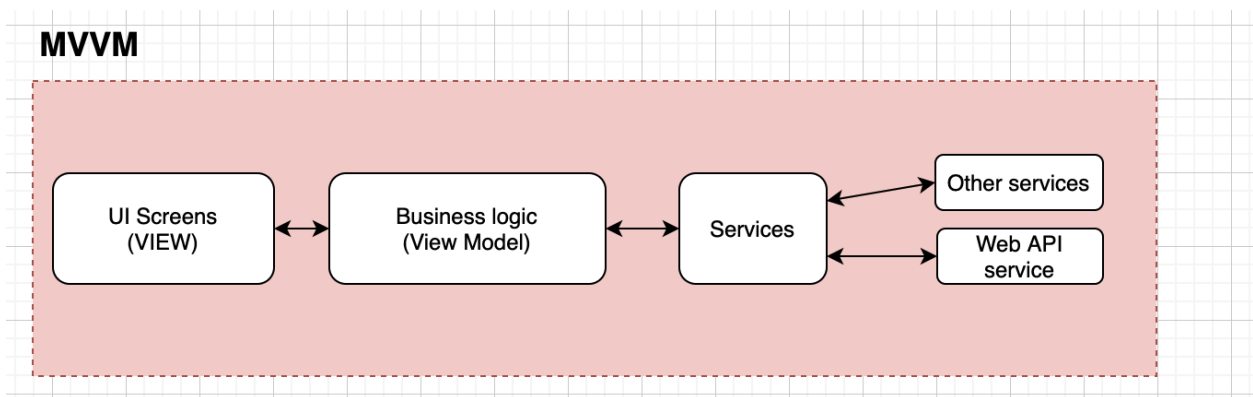 MVVM
UI Screens
(VIEW)
Business logic
(View Model)
Services
Other services
Web API
service